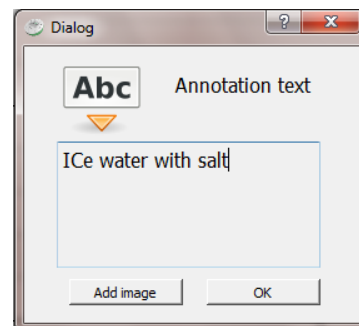 Dialog
Abc
Annotation text
ICe water with salt
Add image
OK